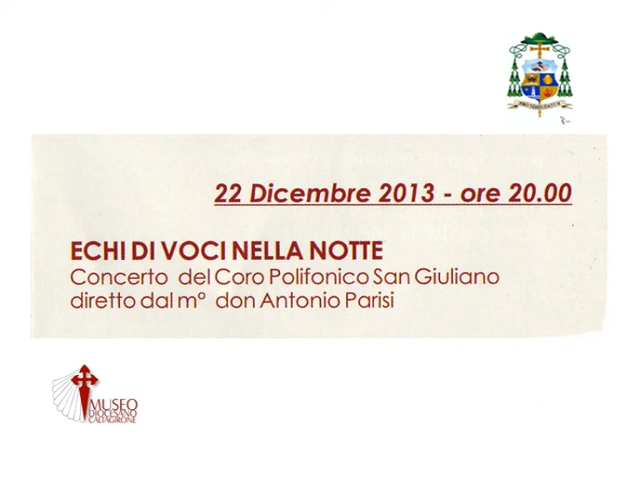 22 Dicembre 2013 - ore 20.00
ECHI DI VOCI NELLA NOTTE
Concerto del Coro Polifonico San Giuliano
diretto dal m° don Antonio Parisi
MUSEO
DIOCESANO
CALTAGIRONE